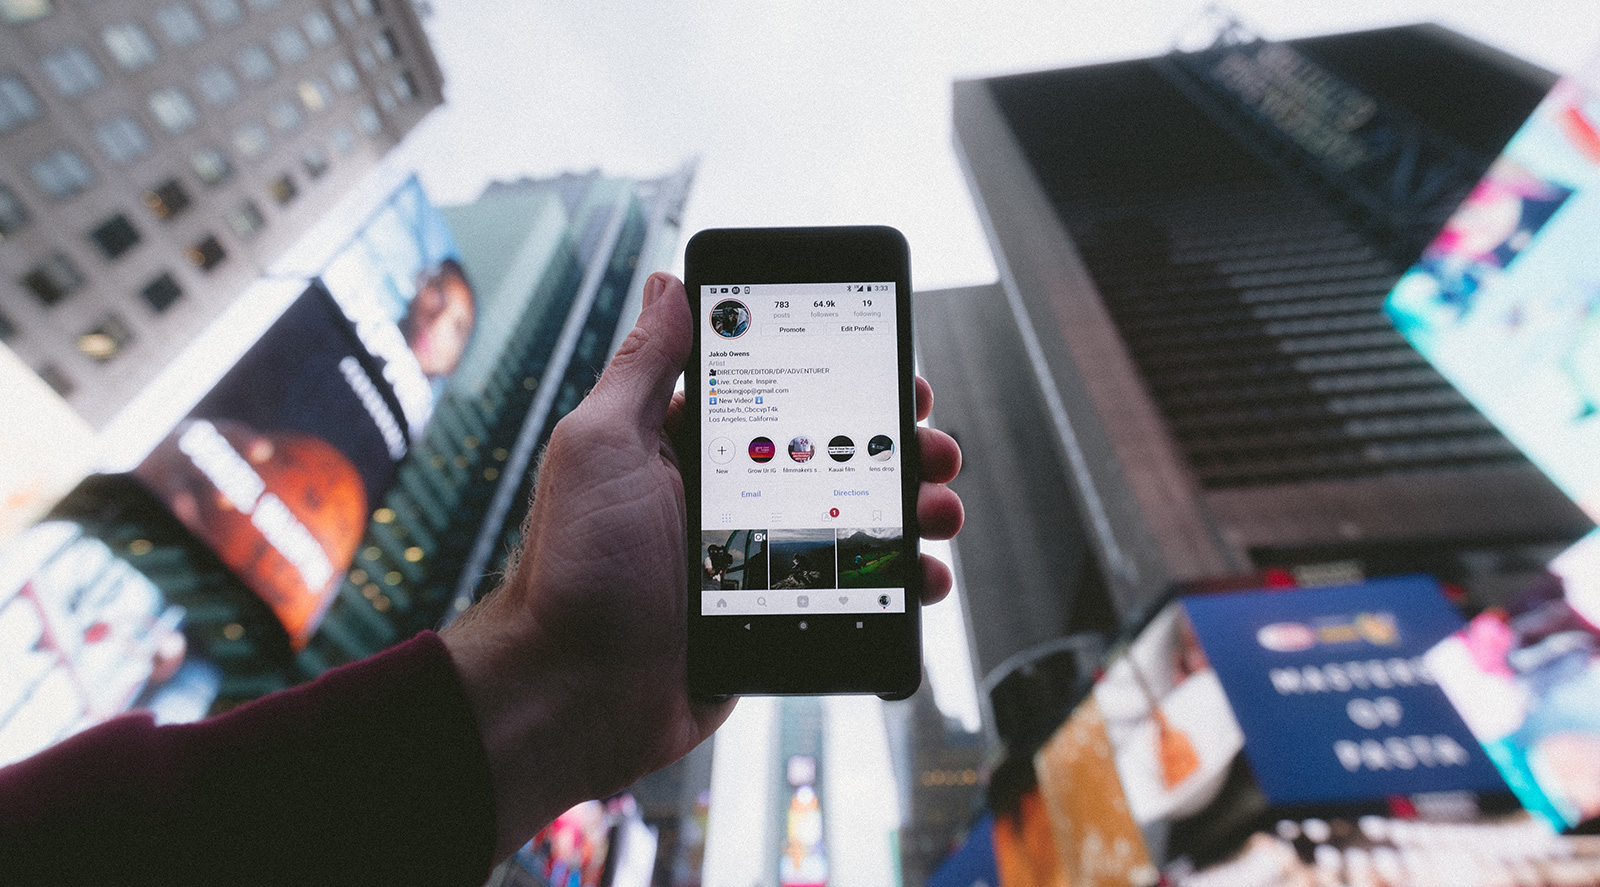 3:33
783
64.9k
19
posts
followers
following
Promote
Edit Profile
Jakob Owens
Artist
🎥DIRECTOR/EDITOR/DP/ADVENTURER
🌎Live. Create. Inspire.
📩Bookingjop@gmail.com
⬇️ New Video! ⬇️
youtu.be/b_CbccvpT4k
Los Angeles, California
24
New
Grow Ur IG
filmmakers s...
Kauai film
lens drop
Email
Directions
1
MASTERS
OF
PASTA